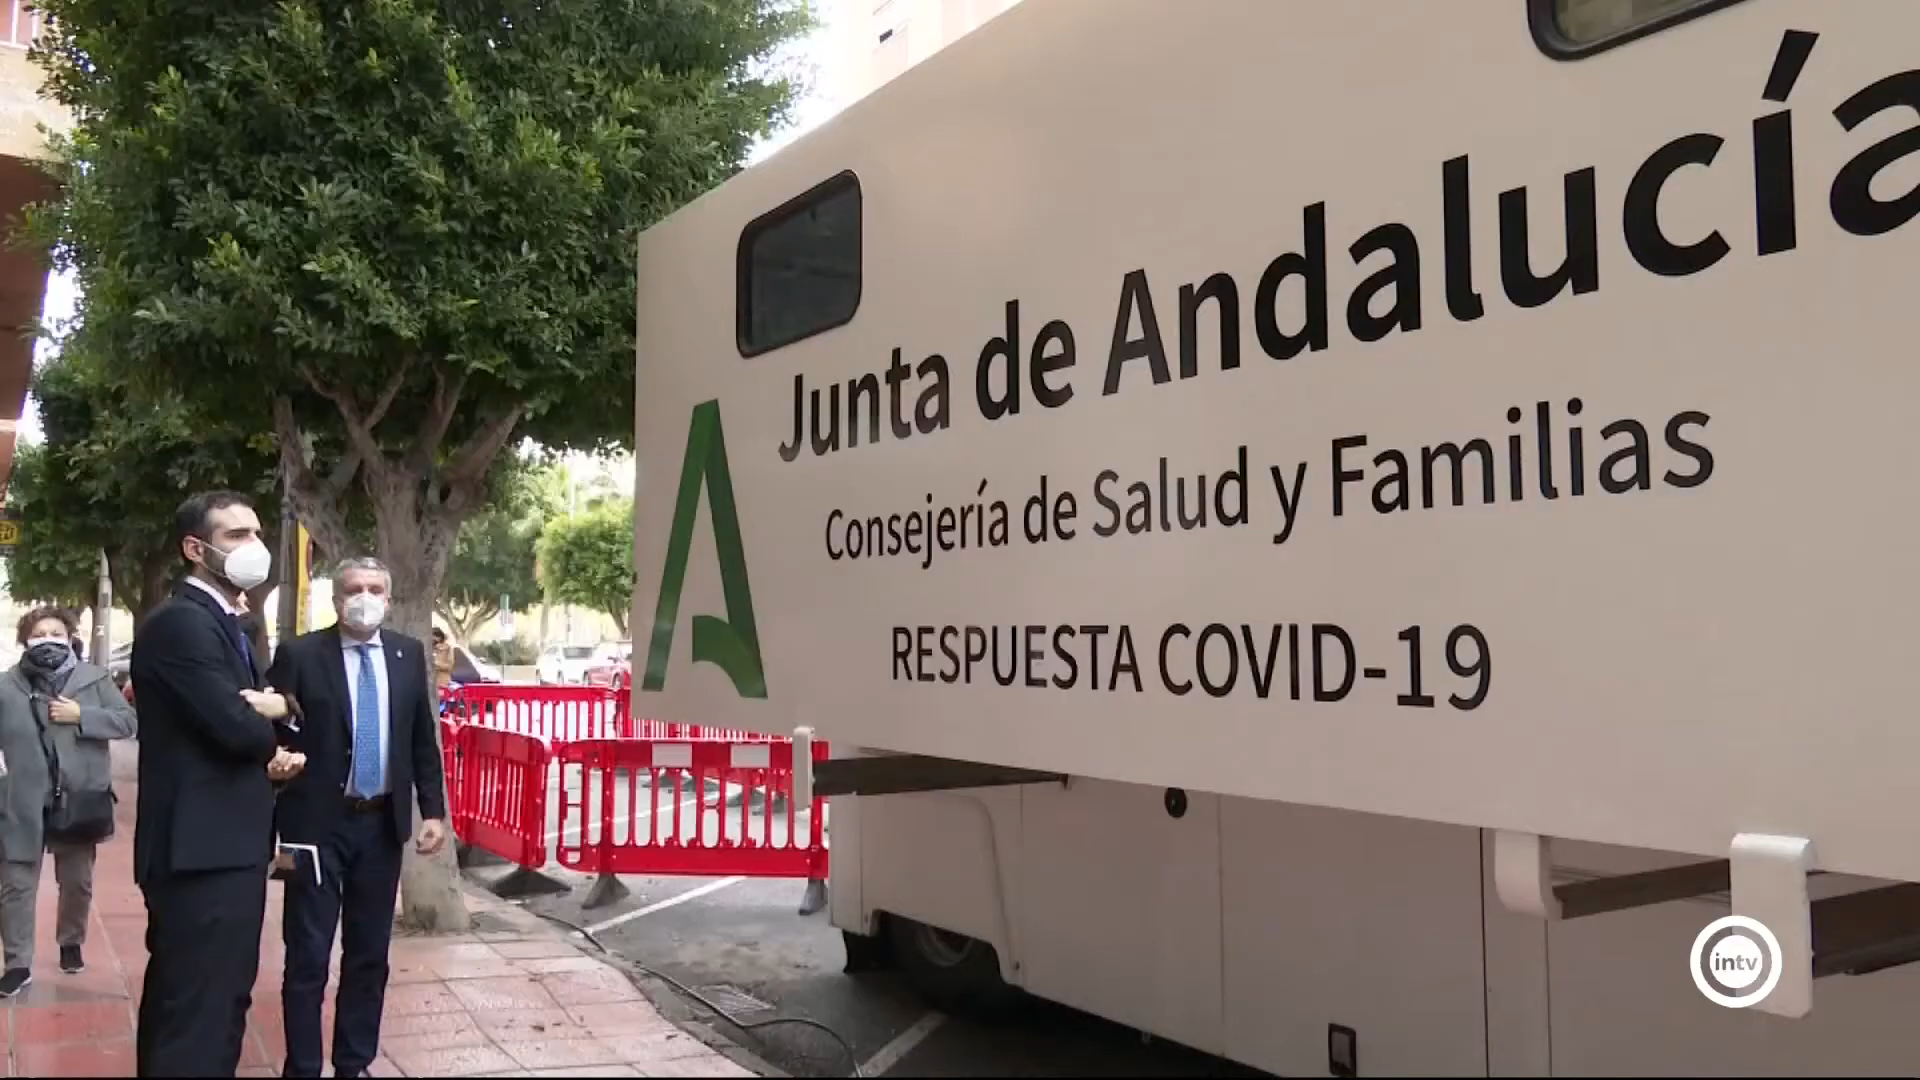 Junta de Andalucía
Consejería de Salud y Familias
RESPUESTA COVID-19
intv